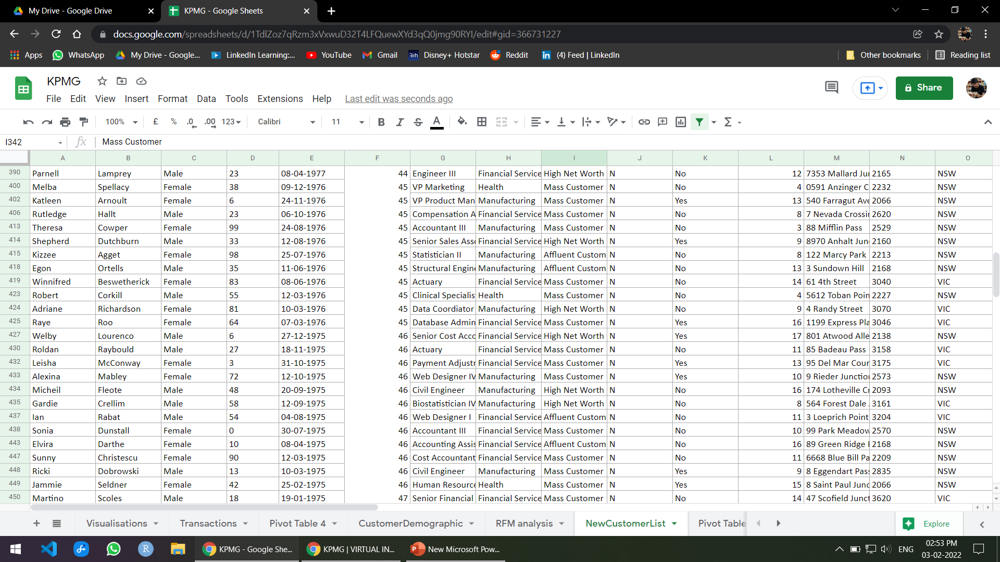 My Drive - Google Drive
KPMG - Google Sheets
docs.google.com/spreadsheets/d/1TdlZoz7qRzm3xVxwuD32T4LFQuewXYd3qQ0jmg90RYI/edit#gid=366731227
Apps WhatsApp My Drive - Google... LinkedIn Learning:... YouTube Gmail Disney+ Hotstar Reddit (4) Feed | LinkedIn Other bookmarks Reading list
KPMG
File Edit View Insert Format Data Tools Extensions Help Last edit was seconds ago
Share
100% £ % .0 .00 123 Calibri 11 B I S A Σ
I342 fx Mass Customer
A B C D E F G H I J K L M N O
390 Parnell Lamprey Male 23 08-04-1977 44 Engineer III Financial Service High Net Worth N No 12 7353 Mallard Ju 2165 NSW
400 Melba Spellacy Female 38 09-12-1976 45 VP Marketing Health Mass Customer N No 4 0591 Anzinger C 2232 NSW
402 Katleen Arnoult Female 6 24-11-1976 45 VP Product Man Manufacturing Mass Customer N Yes 13 540 Farragut Ave 2066 NSW
406 Rutledge Hallt Male 23 06-10-1976 45 Compensation A Financial Service Mass Customer N No 8 7 Nevada Crossi 2620 NSW
413 Theresa Cowper Female 99 24-08-1976 45 Accountant III Manufacturing Mass Customer N No 3 88 Mifflin Pass 2529 NSW
414 Shepherd Dutchburn Male 33 12-08-1976 45 Senior Sales Ass Financial Service High Net Worth N Yes 9 8970 Anhalt Jun 2160 NSW
415 Kizzee Agget Female 98 25-07-1976 45 Statistician II Manufacturing Affluent Custom N No 8 122 Marcy Park 2213 NSW
418 Egon Ortells Male 35 11-06-1976 45 Structural Engine Manufacturing Affluent Custom N No 13 3 Sundown Hill 2168 NSW
419 Winnifred Beswetherick Female 83 08-06-1976 45 Actuary Financial Service Mass Customer N No 14 61 4th Street 3040 VIC
423 Robert Corkill Male 55 12-03-1976 45 Clinical Specialis Health Mass Customer N No 4 5612 Toban Poin 2227 NSW
424 Adriane Richardson Female 81 10-03-1976 45 Data Coordiator Manufacturing High Net Worth N No 9 4 Randy Street 3070 VIC
425 Raye Roo Female 64 07-03-1976 45 Database Admin Financial Service Mass Customer N Yes 16 1199 Express Pla 3046 VIC
427 Welby Lourenco Male 6 27-12-1975 46 Senior Cost Acco Financial Service High Net Worth N Yes 17 801 Atwood Alle 2138 NSW
430 Roldan Raybould Male 27 18-11-1975 46 Actuary Financial Service Mass Customer N No 11 85 Badeau Pass 3158 VIC
432 Leisha McConway Female 3 31-10-1975 46 Payment Adjust Financial Service Mass Customer N Yes 13 95 Del Mar Cour 3175 VIC
433 Alexina Mabley Female 72 12-10-1975 46 Web Designer IV Manufacturing Mass Customer N Yes 10 9 Rieder Junctio 2573 NSW
434 Micheil Fleote Male 48 20-09-1975 46 Civil Engineer Manufacturing High Net Worth N No 16 174 Lotheville C 2093 NSW
435 Gardie Crellim Male 58 12-09-1975 46 Biostatistician IV Manufacturing High Net Worth N No 8 564 Forest Dale 3161 VIC
437 Ian Rabat Male 54 04-08-1975 46 Web Designer I Financial Service Affluent Custom N No 11 3 Loeprich Point 3204 VIC
438 Sonia Dunstall Female 0 30-07-1975 46 Accountant III Financial Service Mass Customer N No 10 99 Park Meadow 2570 NSW
443 Elvira Darthe Female 10 08-04-1975 46 Accounting Assis Financial Service Affluent Custom N No 16 89 Green Ridge 2168 NSW
447 Sunny Christescu Female 90 12-03-1975 46 Cost Accountant Financial Service Mass Customer N No 11 6668 Blue Bill Pa 2209 NSW
448 Ricki Dobrowski Male 13 10-03-1975 46 Civil Engineer Manufacturing Mass Customer N Yes 9 8 Eggendart Pas 2835 NSW
449 Jammie Seldner Female 42 25-02-1975 46 Human Resource Health Mass Customer N Yes 15 8 Saint Paul Junc 2066 NSW
450 Martino Scoles Male 18 19-01-1975 47 Senior Financial Financial Service Mass Customer N No 14 47 Scofield Junct 3620 VIC
Visualisations Transactions Pivot Table 4 CustomerDemographic RFM analysis NewCustomerList Pivot Table Explore
KPMG - Google She... KPMG | VIRTUAL IN... New Microsoft Pow... ENG 02:53 PM
03-02-2022